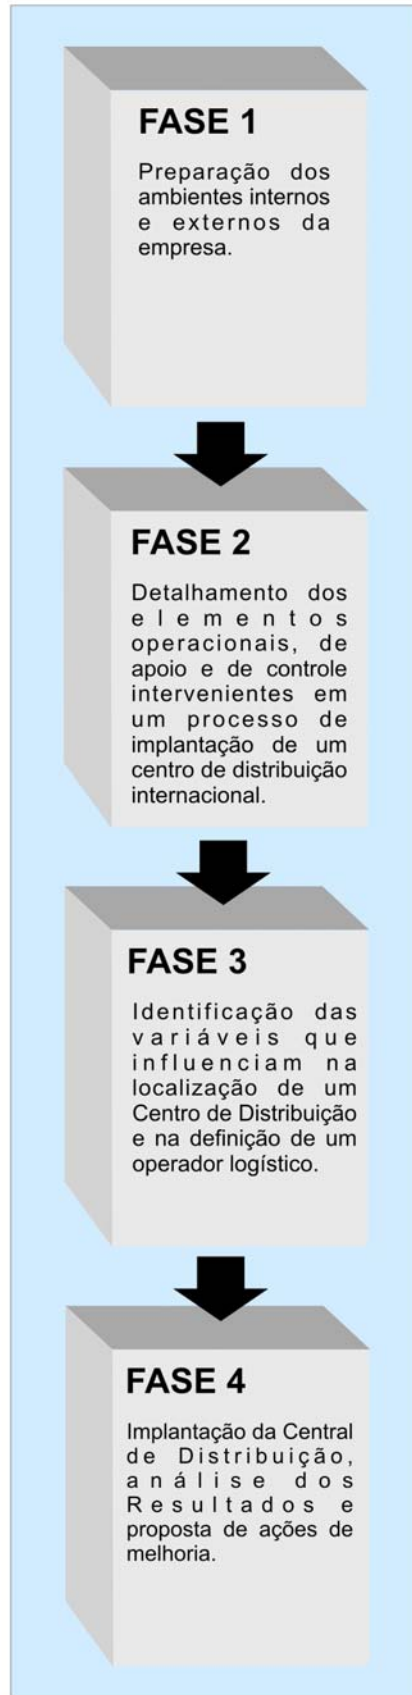 FASE 1
Preparação dos
ambientes internos
e externos da
empresa.
FASE 2
Detalhamento dos
elementos
operacionais, de
apoio e de controle
intervenientes em
um processo de
implantação de um
centro de distribuição
internacional.
FASE 3
Identificação das
variáveis que
influenciam na
localização de um
Centro de Distribuição
e na definição de um
operador logístico.
FASE 4
Implantação da Central
de Distribuição,
análise dos
Resultados e
proposta de ações de
melhoria.